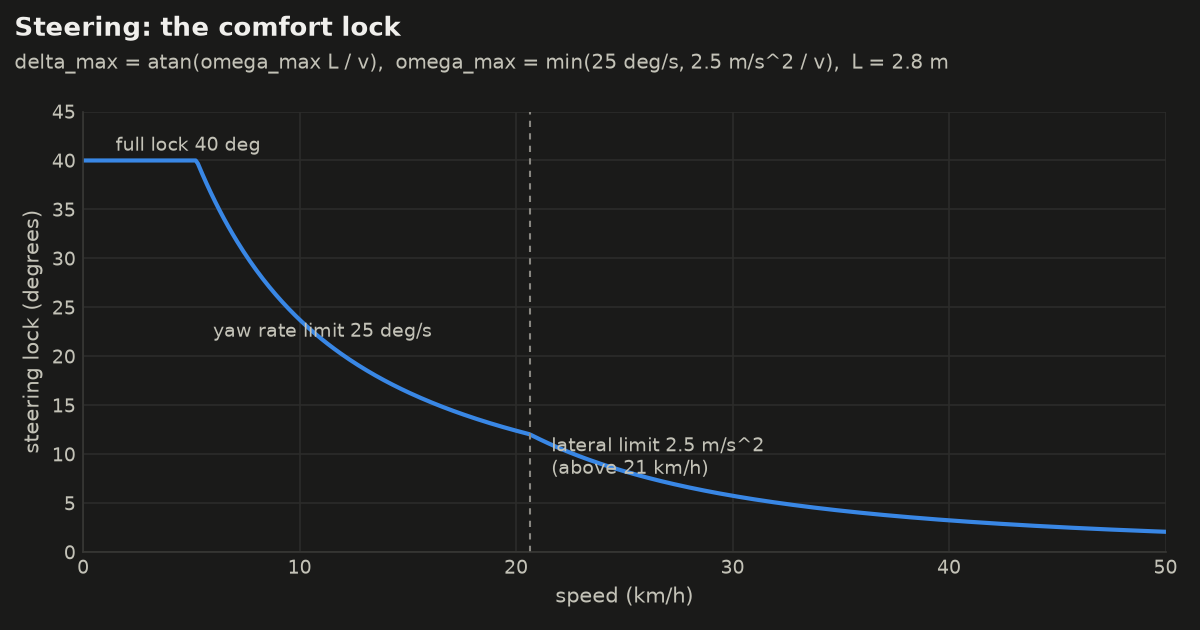 Steering: the comfort lock
delta_max = atan(omega_max L / v),  omega_max = min(25 deg/s, 2.5 m/s^2 / v),  L = 2.8 m
45
full lock 40 deg
40
35
30
25
yaw rate limit 25 deg/s
20
15
lateral limit 2.5 m/s^2
10
(above 21 km/h)
5
0
steering lock (degrees)
0 10 20 30 40 50
speed (km/h)